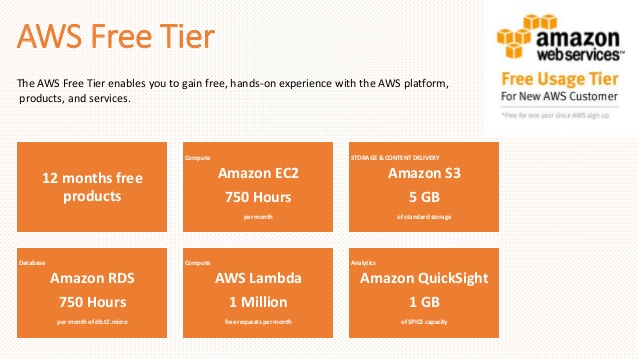 AWS Free Tier
amazon
webservices™
Free Usage Tier
For New AWS Customer
*Free for one year since AWS sign up
The AWS Free Tier enables you to gain free, hands-on experience with the AWS platform,
products, and services.
12 months free
products
Compute
Amazon EC2
750 Hours
per month
STORAGE & CONTENT DELIVERY
Amazon S3
5 GB
of standard storage
Database
Amazon RDS
750 Hours
per month of db.t2.micro
Compute
AWS Lambda
1 Million
free requests per month
Analytics
Amazon QuickSight
1 GB
of SPICE capacity